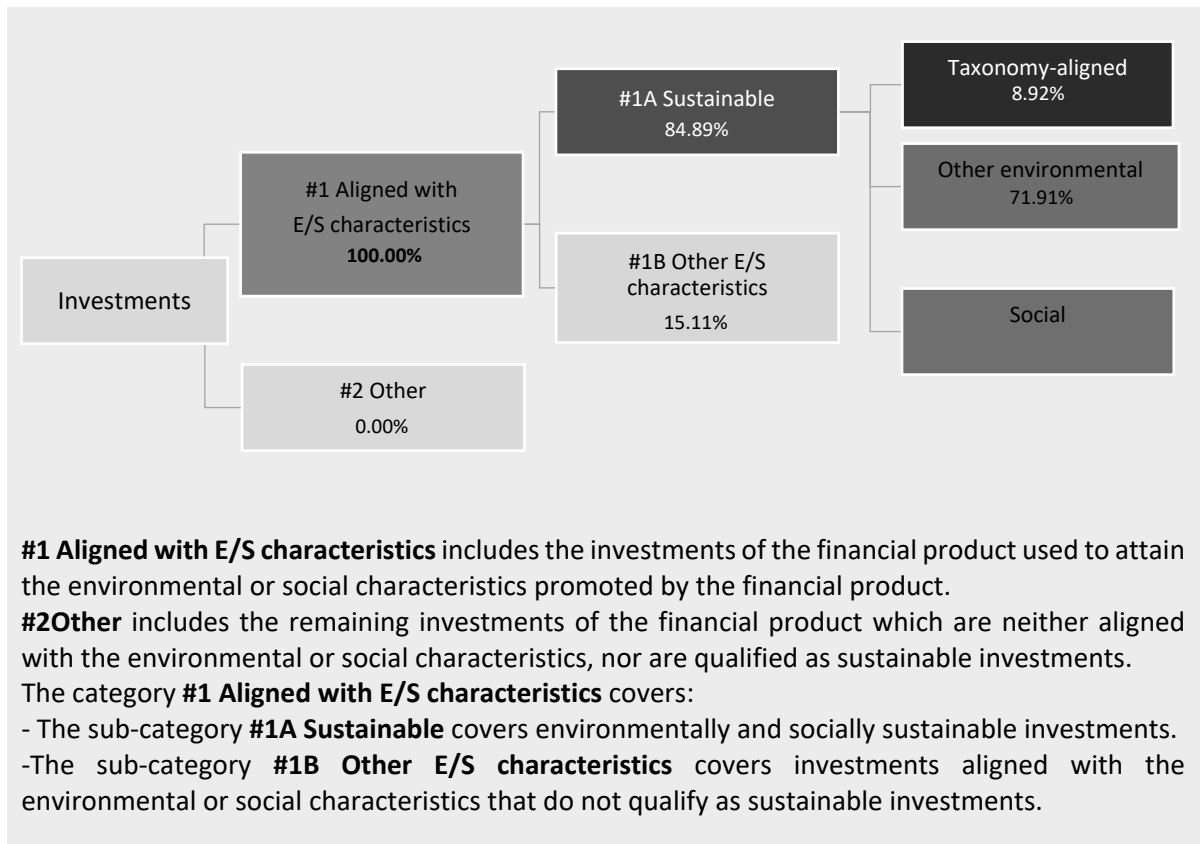 Investments
#1 Aligned with
E/S characteristics
100.00%
#2 Other
0.00%
#1A Sustainable
84.89%
#1B Other E/S
characteristics
15.11%
Taxonomy-aligned
8.92%
Other environmental
71.91%
Social
#1 Aligned with E/S characteristics includes the investments of the financial product used to attain
the environmental or social characteristics promoted by the financial product.
#2Other includes the remaining investments of the financial product which are neither aligned
with the environmental or social characteristics, nor are qualified as sustainable investments.
The category #1 Aligned with E/S characteristics covers:
- The sub-category #1A Sustainable covers environmentally and socially sustainable investments.
-The sub-category #1B Other E/S characteristics covers investments aligned with the
environmental or social characteristics that do not qualify as sustainable investments.